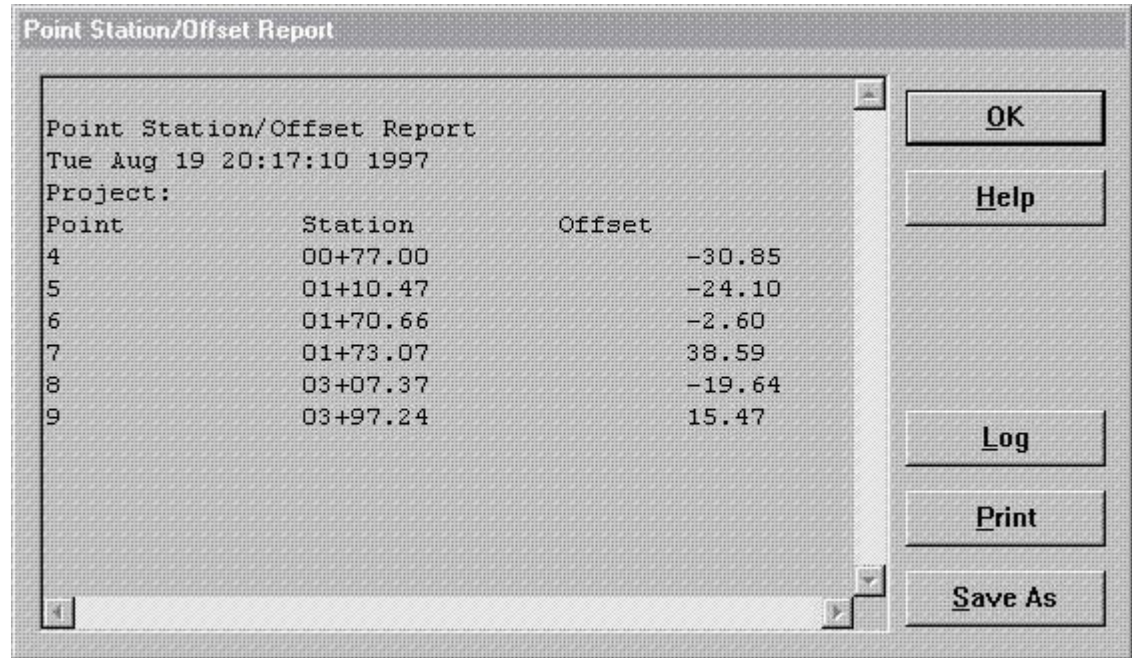 Point Station/Offset Report
Point Station/Offset Report
Tue Aug 19 20:17:10 1997
Project:
Point Station Offset
4 00+77.00 -30.85
5 01+10.47 -24.10
6 01+70.66 -2.60
7 01+73.07 38.59
8 03+07.37 -19.64
9 03+97.24 15.47
OK
Help
Log
Print
Save As